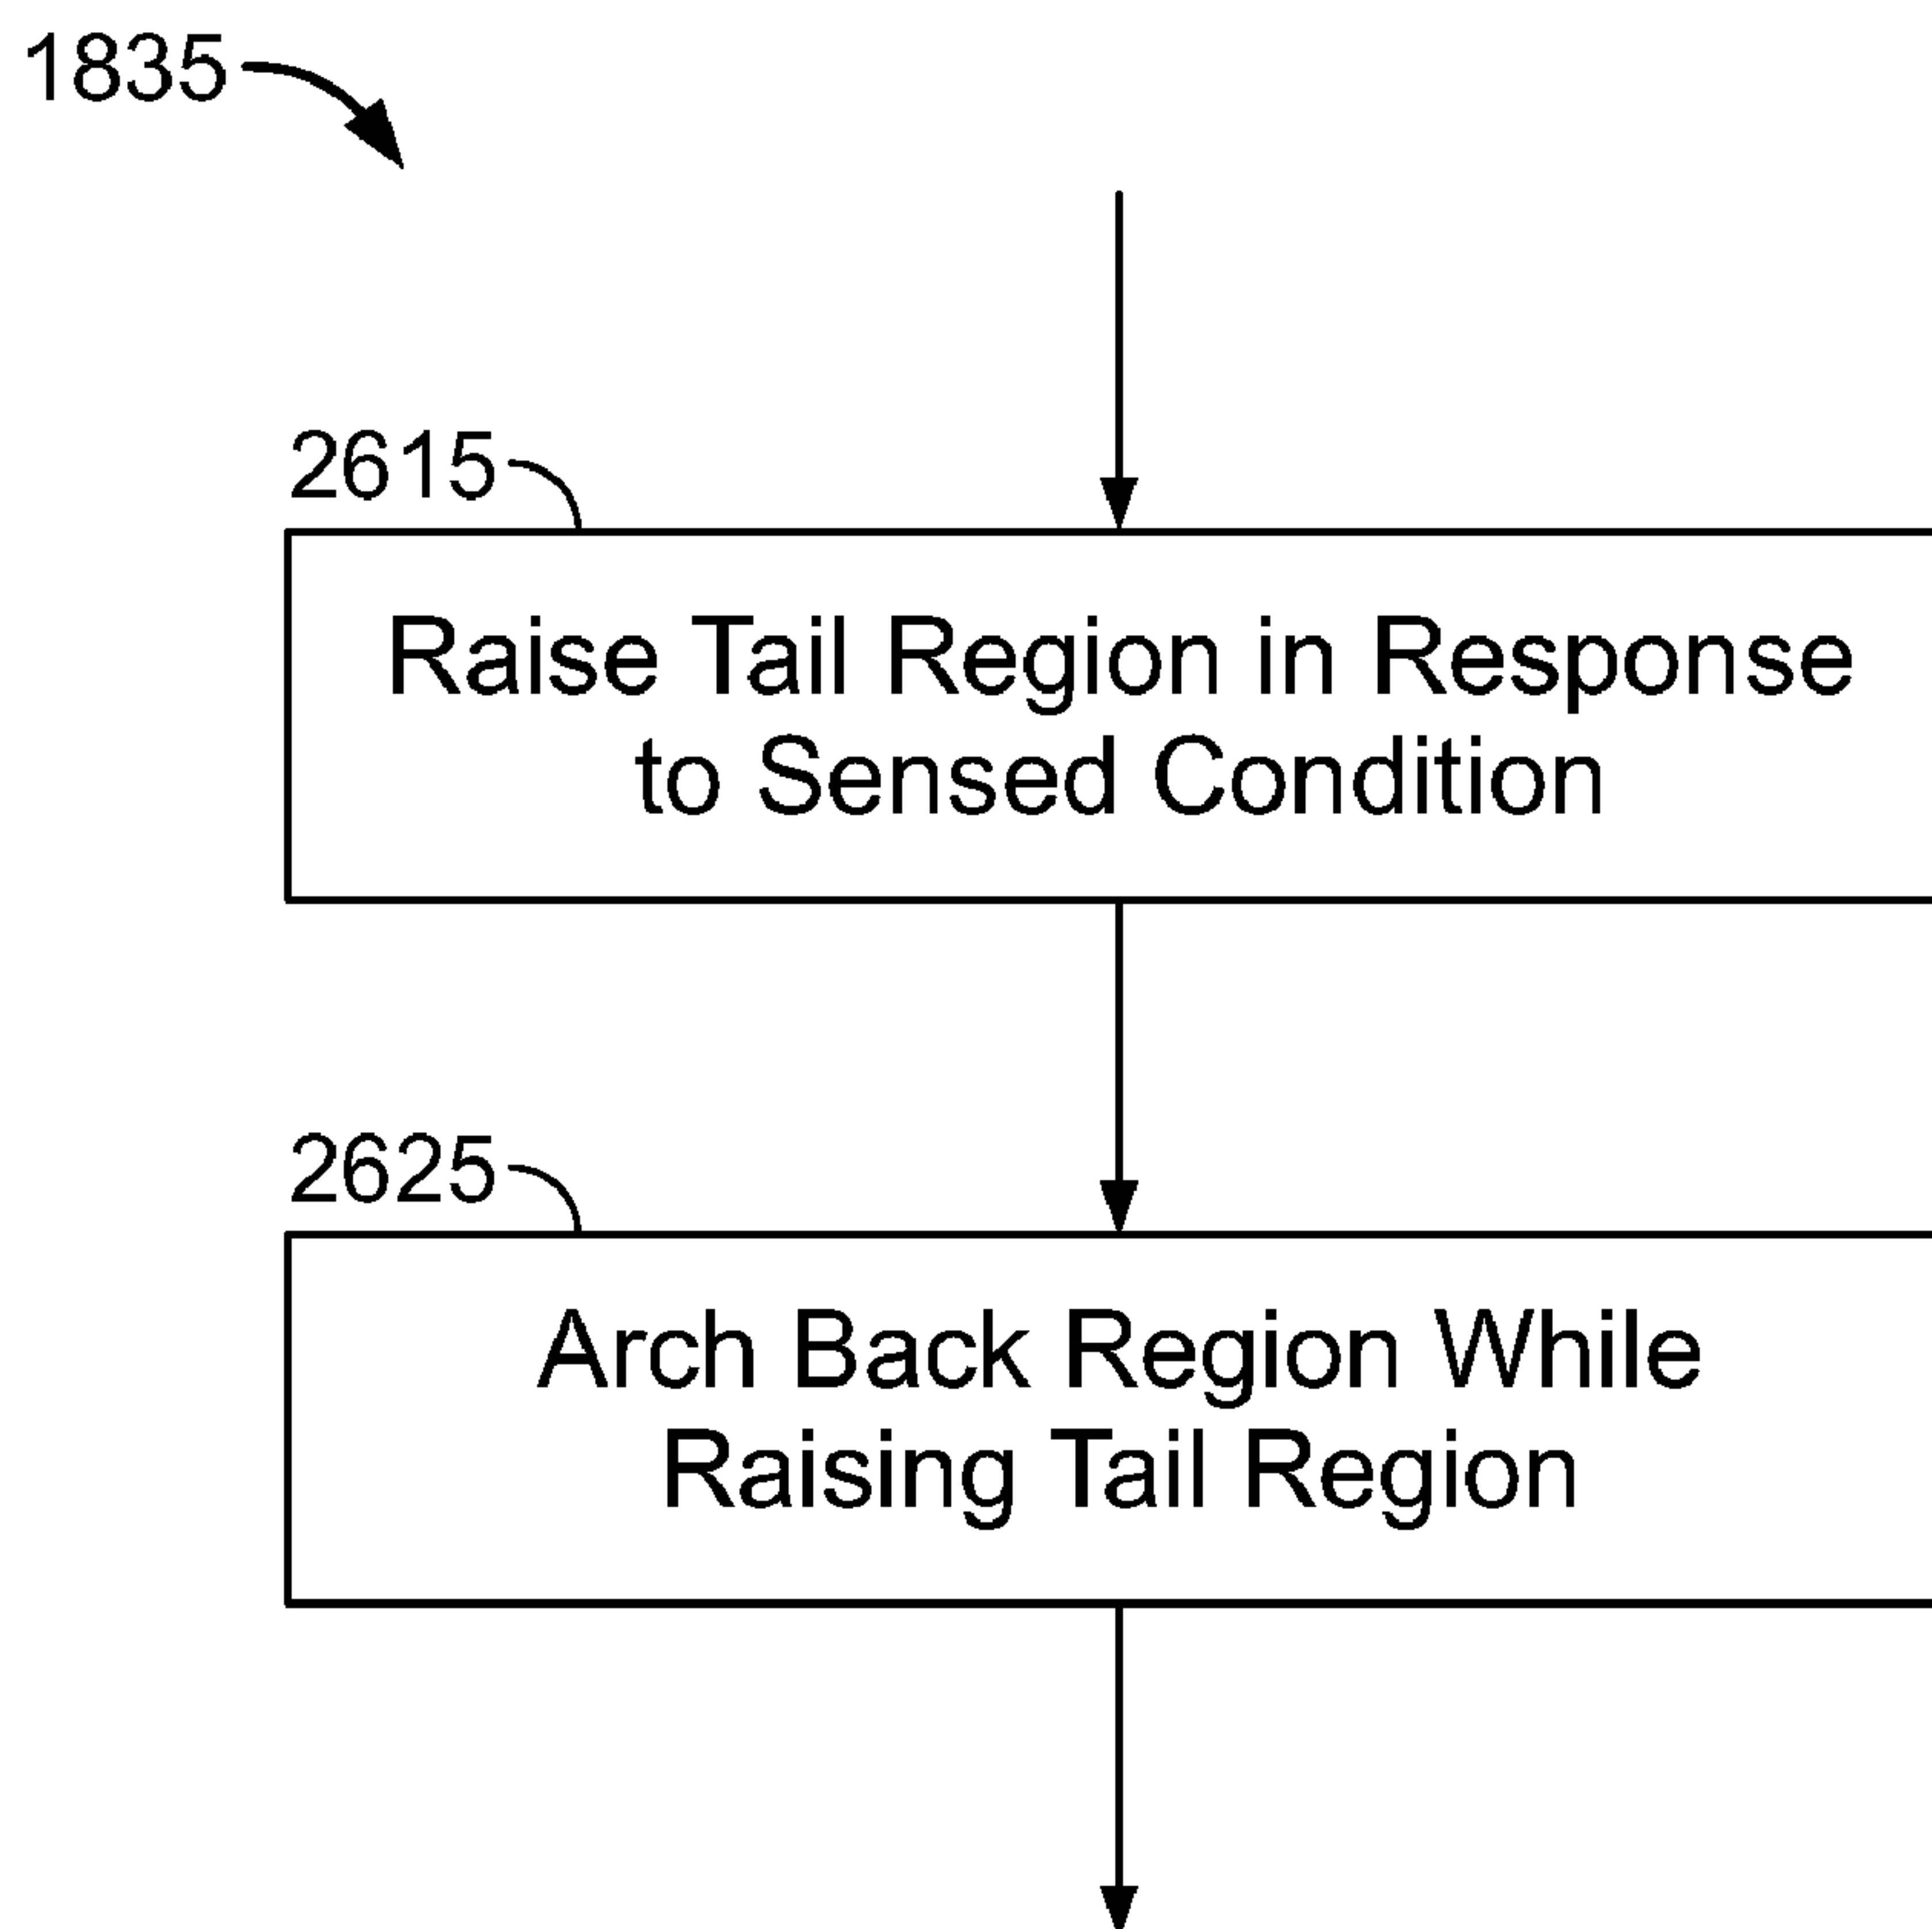 1835
2615
Raise Tail Region in Response
to Sensed Condition
2625
Arch Back Region While
Raising Tail Region